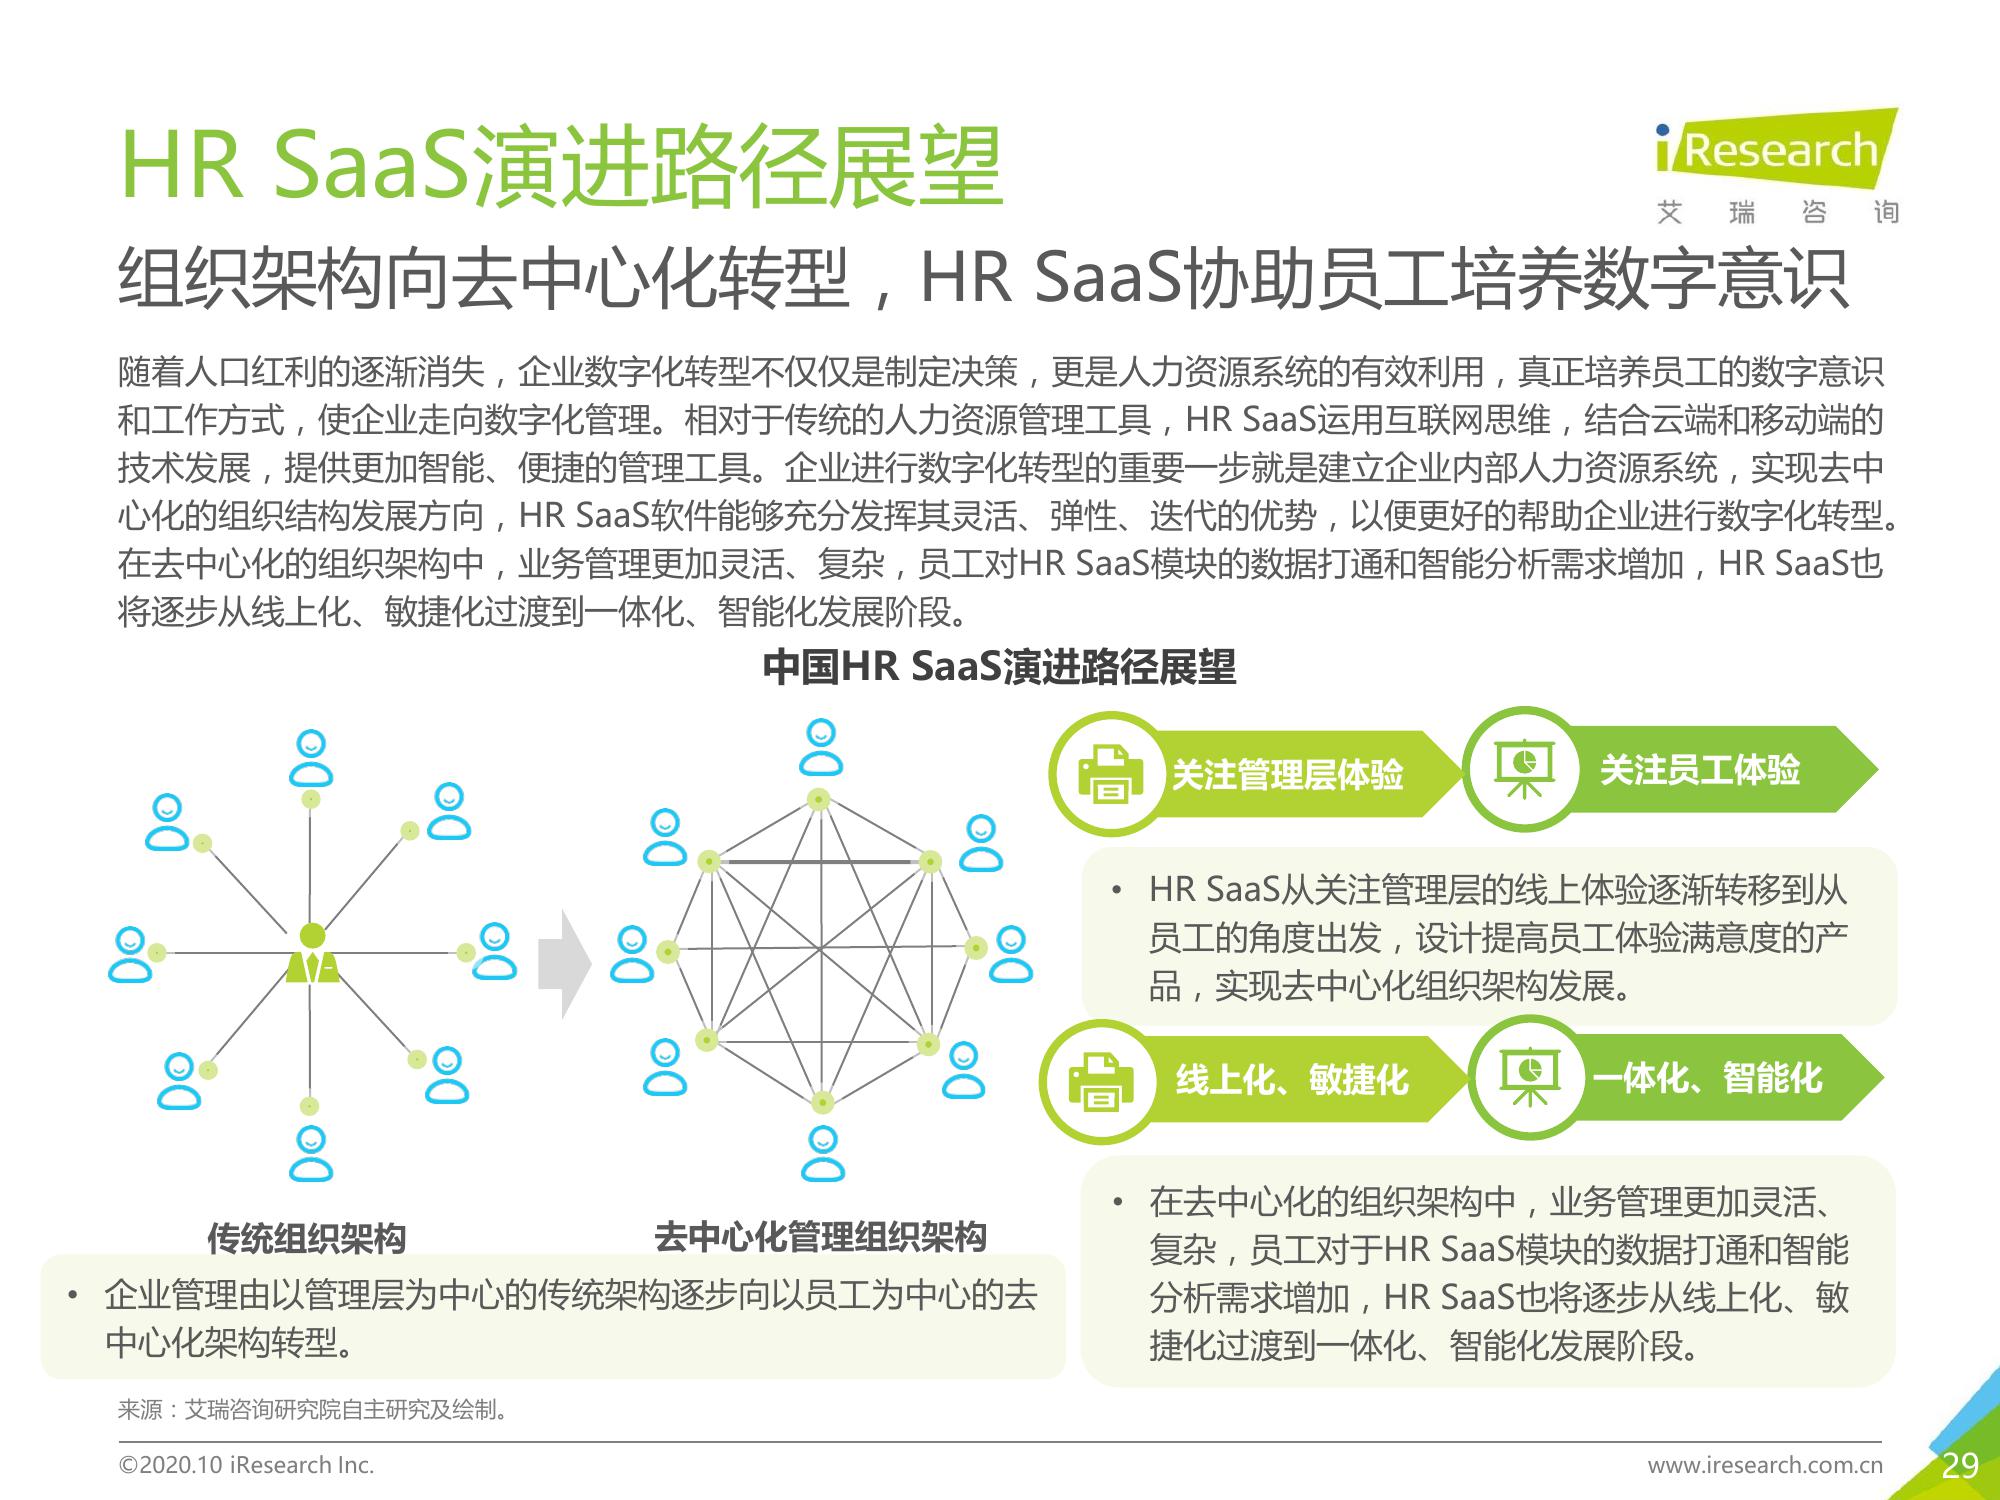 HR SaaS演进路径展望
iResearch
艾瑞咨询
组织架构向去中心化转型，HR SaaS协助员工培养数字意识
随着人口红利的逐渐消失，企业数字化转型不仅仅是制定决策，更是人力资源系统的有效利用，真正培养员工的数字意识
和工作方式，使企业走向数字化管理。相对于传统的人力资源管理工具，HR SaaS运用互联网思维，结合云端和移动端的
技术发展，提供更加智能、便捷的管理工具。企业进行数字化转型的重要一步就是建立企业内部人力资源系统，实现去中
心化的组织结构发展方向，HR SaaS软件能够充分发挥其灵活、弹性、迭代的优势，以便更好的帮助企业进行数字化转型。
在去中心化的组织架构中，业务管理更加灵活、复杂，员工对HR SaaS模块的数据打通和智能分析需求增加，HR SaaS也
将逐步从线上化、敏捷化过渡到一体化、智能化发展阶段。
中国HR SaaS演进路径展望
传统组织架构
去中心化管理组织架构
• 企业管理由以管理层为中心的传统架构逐步向以员工为中心的去
中心化架构转型。
关注管理层体验
关注员工体验
• HR SaaS从关注管理层的线上体验逐渐转移到从
员工的角度出发，设计提高员工体验满意度的产
品，实现去中心化组织架构发展。
线上化、敏捷化
一体化、智能化
• 在去中心化的组织架构中，业务管理更加灵活、
复杂，员工对于HR SaaS模块的数据打通和智能
分析需求增加，HR SaaS也将逐步从线上化、敏
捷化过渡到一体化、智能化发展阶段。
来源：艾瑞咨询研究院自主研究及绘制。
©2020.10 iResearch Inc.
www.iresearch.com.cn
29